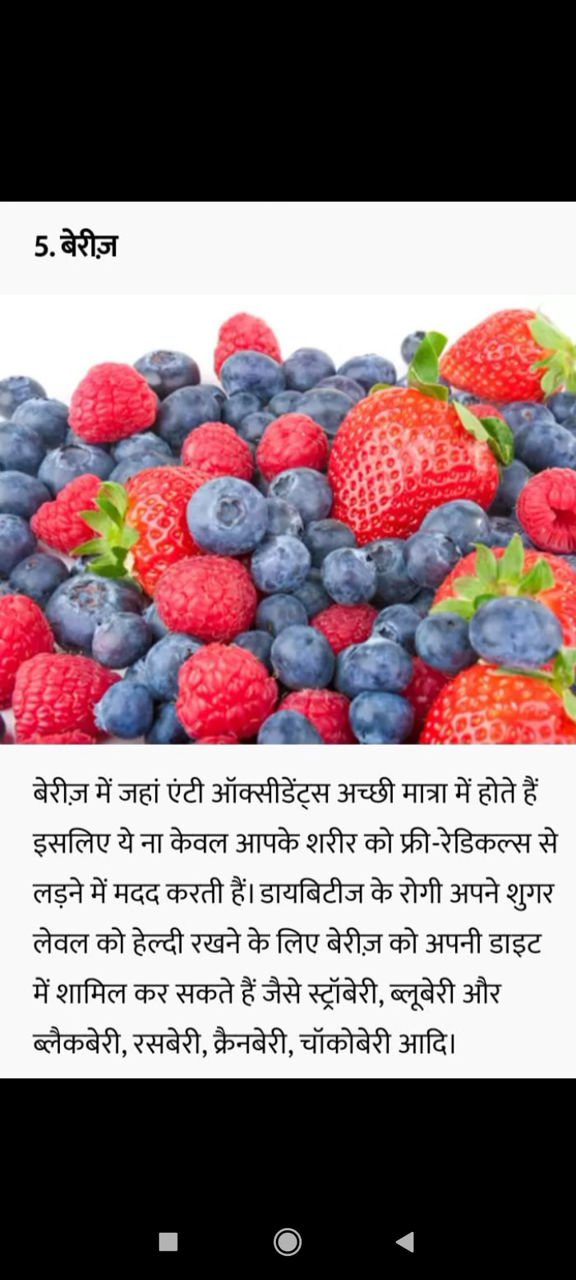 5. बेरीज़
बेरीज़ में जहां एंटी ऑक्सीडेंट्स अच्छी मात्रा में होते हैं
इसलिए ये ना केवल आपके शरीर को फ्री-रेडिकल्स से
लड़ने में मदद करती हैं। डायबिटीज के रोगी अपने शुगर
लेवल को हेल्दी रखने के लिए बेरीज़ को अपनी डाइट
में शामिल कर सकते हैं जैसे स्ट्रॉबेरी, ब्लूबेरी और
ब्लैकबेरी, रसबेरी, क्रैनबेरी, चॉकोबेरी आदि।